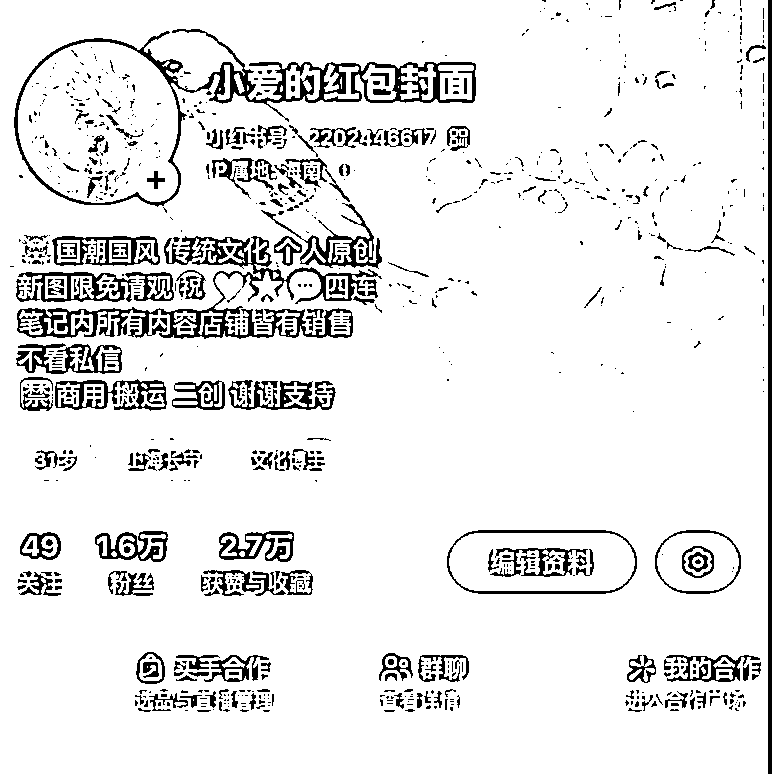 小爱的红包封面
小红书号：2202446617
IP属地：海南
国潮国风 传统文化 个人原创
新图限免请观㊗️🤍🌟💬四连
笔记内所有内容店铺皆有销售
不看私信
🈲商用 搬运 二创 谢谢支持
31岁 上海长宁 文化博主
49 1.6万 2.7万
关注 粉丝 获赞与收藏
编辑资料
买手合作 群聊 我的合作
选品与直播管理 查看详情 进入合作广场